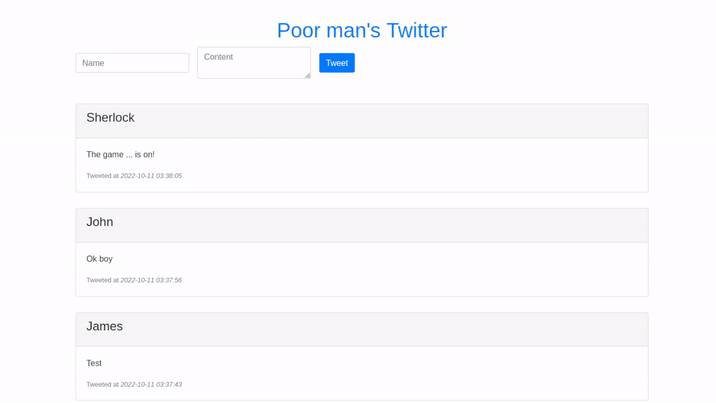 Poor man's Twitter
Name
Content
Tweet
Sherlock
The game ... is on!
Tweeted at 2022-10-11 03:38:05
John
Ok boy
Tweeted at 2022-10-11 03:37:56
James
Test
Tweeted at 2022-10-11 03:37:43